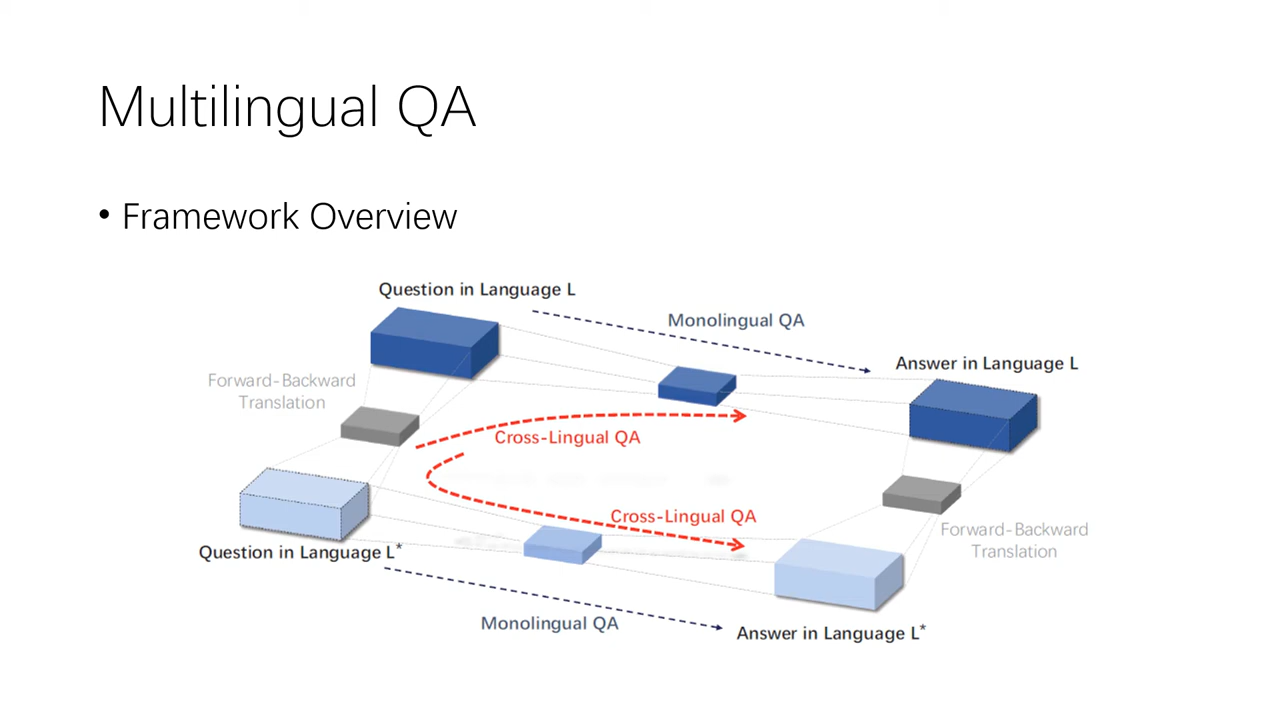 Multilingual QA
• Framework Overview
Question in Language L
Monolingual QA
Answer in Language L
Forward-Backward
Translation
Cross-Lingual QA
Cross-Lingual QA
Forward-Backward
Translation
Question in Language L*
Monolingual QA
Answer in Language L*